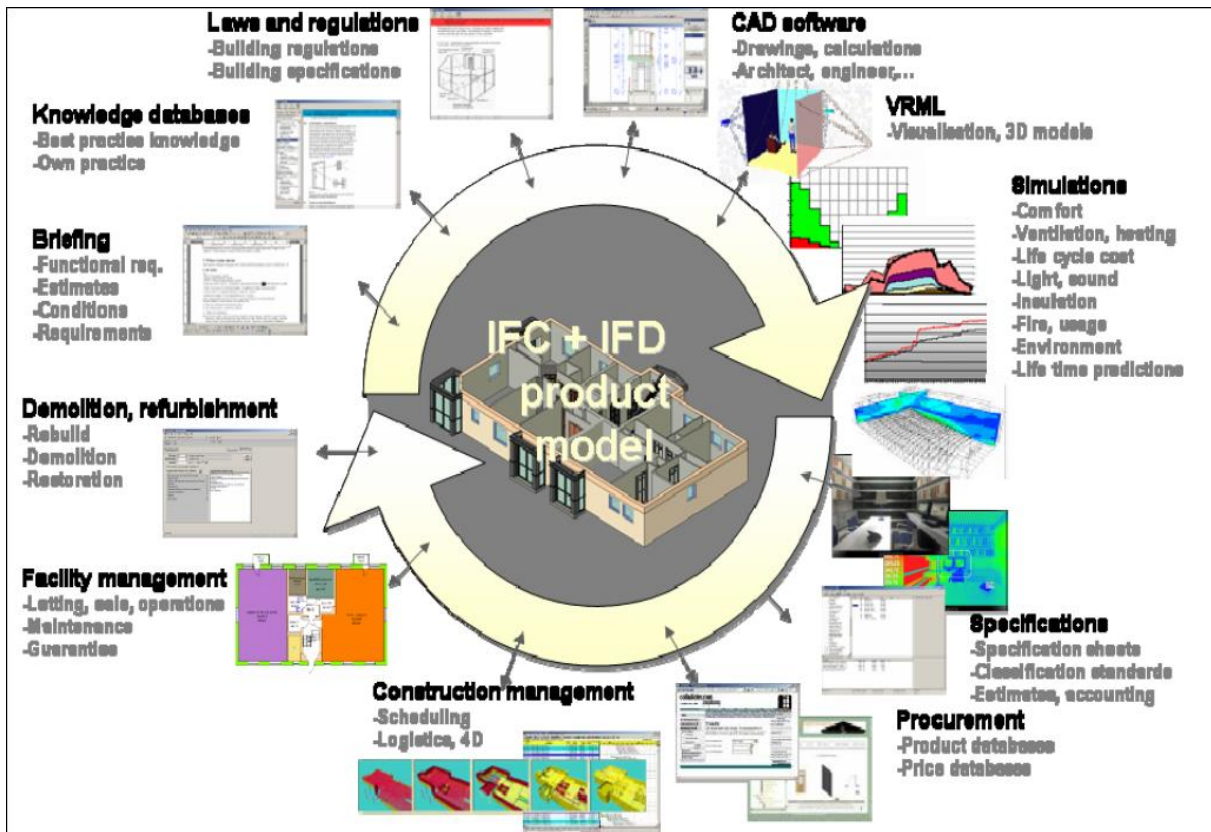 Laws and regulations
-Building regulations
-Building specifications
CAD software
-Drawings, calculations
-Architect, engineer,...
VRML
-Visualisation, 3D models
Knowledge databases
-Best practise knowledge
-Own practice
Simulations
-Comfort
-Ventilation, heating
-Life cycle cost
-Light, sound
-Insulation
-Fire, usage
-Environment
-Life time predictions
Briefing
-Functional req.
-Estimates
-Conditions
-Requirements
IFC + IFD
product
model
Demolition, refurbishment
-Rebuild
-Demolition
-Restoration
Facility management
-Letting, sale, operations
-Maintenance
-Guarantise
Specifications
-Specification sheets
-Classification standards
-Estimates, accounting
Construction management
-Scheduling
-Logistics, 4D
Procurement
-Product databases
-Price databases